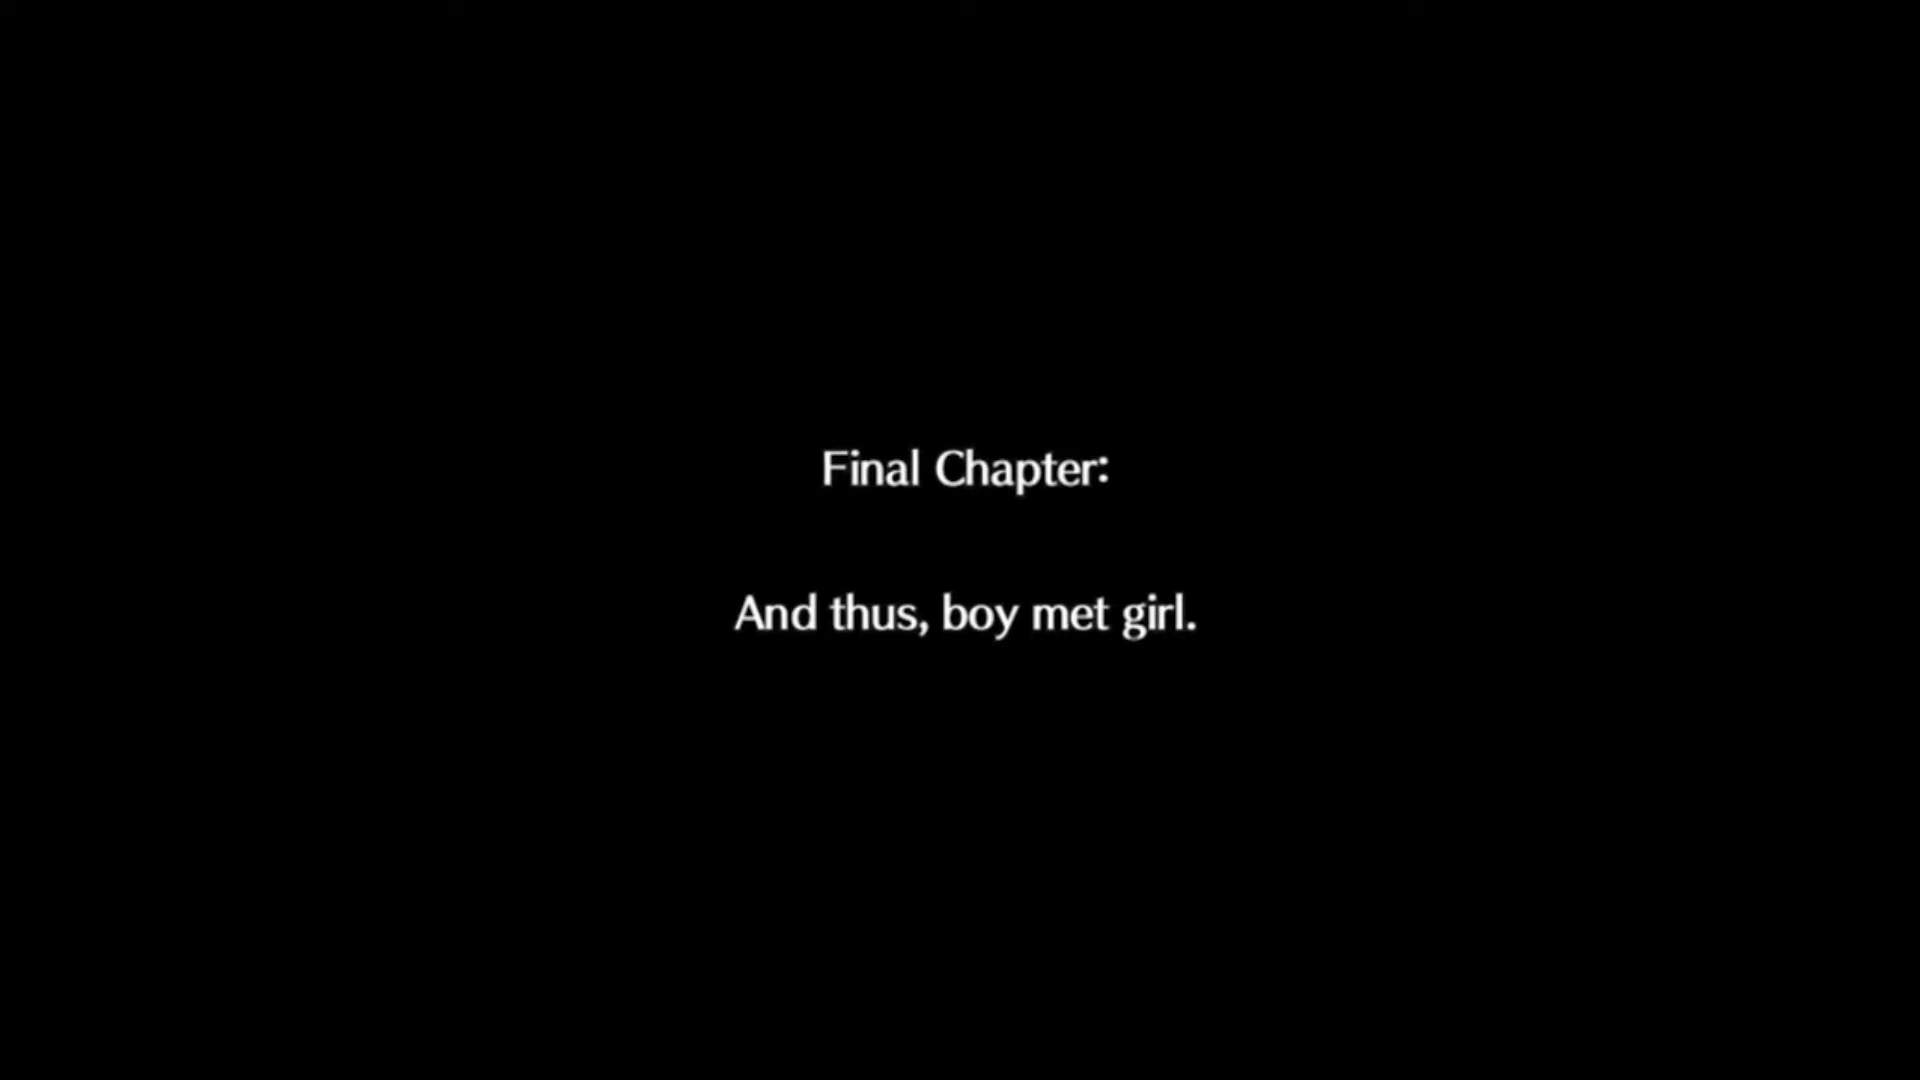 Final Chapter:
And thus, boy met girl.